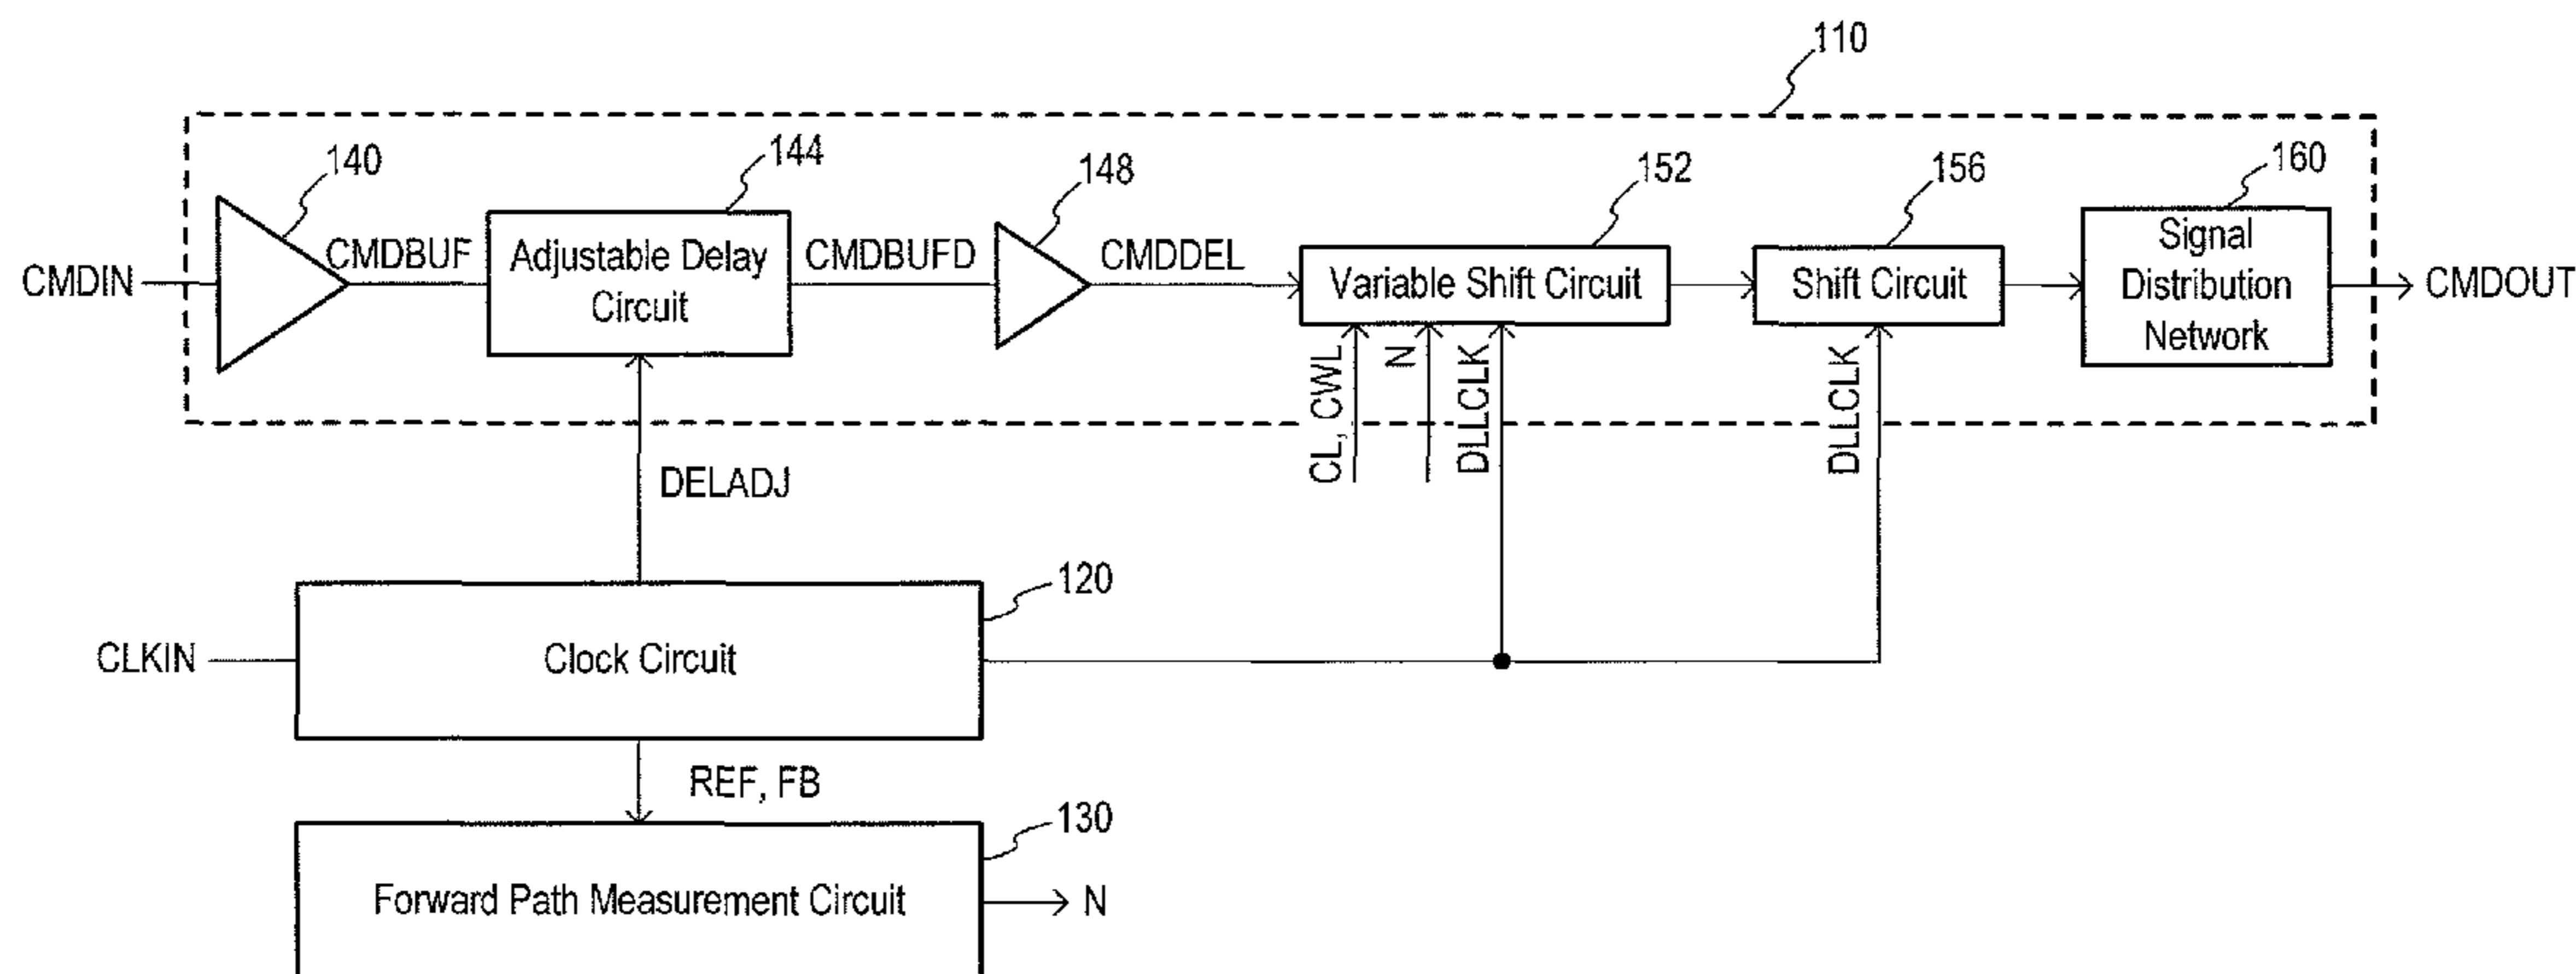 110
140
144
148
152
156
160
CMDIN
CMDBUF
Adjustable Delay
Circuit
CMDBUFD
CMDDEL
Variable Shift Circuit
Shift Circuit
Signal
Distribution
Network
CMDOUT
CL, CWL
N
DLLCLK
DLLCLK
DELADJ
120
CLKIN
Clock Circuit
REF, FB
130
Forward Path Measurement Circuit
N